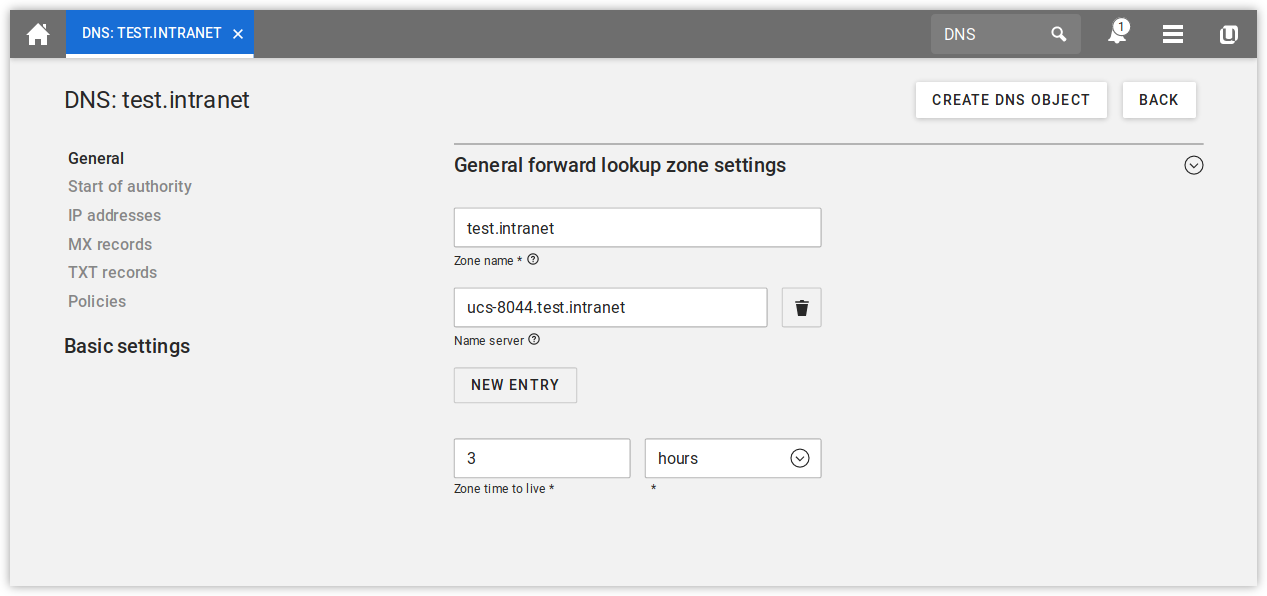 DNS: TEST.INTRANET ×
DNS
1
DNS: test.intranet
CREATE DNS OBJECT
BACK
General
Start of authority
IP addresses
MX records
TXT records
Policies
Basic settings
General forward lookup zone settings
test.intranet
Zone name * ?
ucs-8044.test.intranet
Name server ?
NEW ENTRY
3
hours
Zone time to live *
*